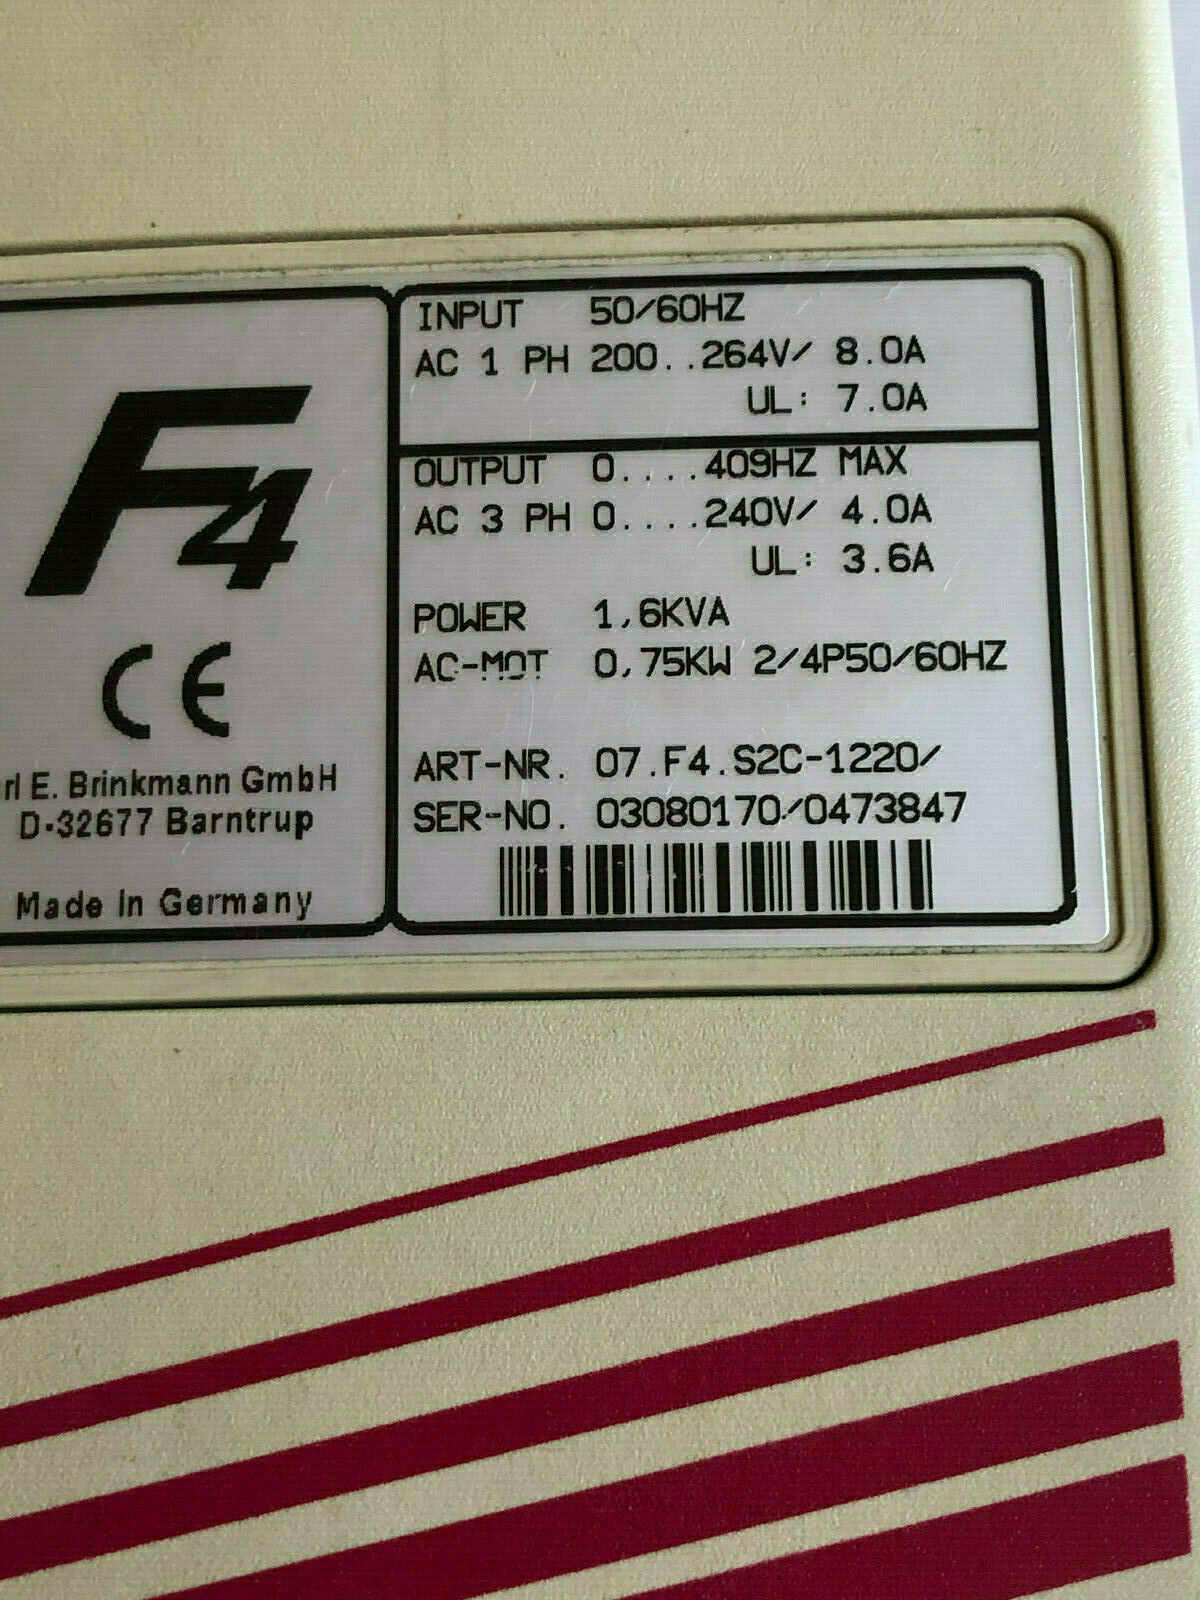 F4
CE
rl E. Brinkmann GmbH
D-32677 Barntrup
Made in Germany
INPUT 50/60HZ
AC 1 PH 200..264V/ 8.0A
UL: 7.0A
OUTPUT 0....409HZ MAX
AC 3 PH 0....240V/ 4.0A
UL: 3.6A
POWER 1,6KVA
AC-MOT 0,75KW 2/4P50/60HZ
ART-NR. 07.F4.S2C-1220/
SER-NO. 03080170/0473847